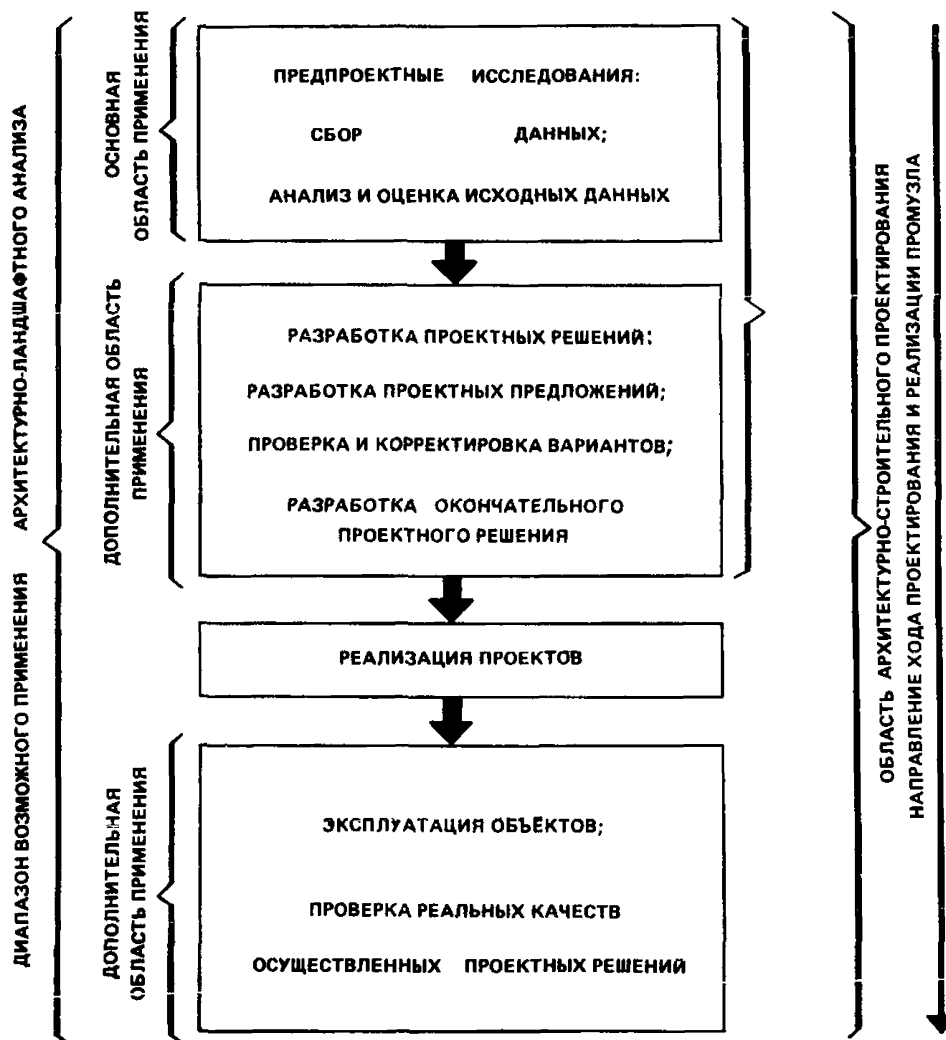 ДИАПАЗОН ВОЗМОЖНОГО ПРИМЕНЕНИЯ АРХИТЕКТУРНО-ЛАНДШАФТНОГО АНАЛИЗА
ОСНОВНАЯ
ОБЛАСТЬ ПРИМЕНЕНИЯ
ПРЕДПРОЕКТНЫЕ ИССЛЕДОВАНИЯ:
СБОР ДАННЫХ;
АНАЛИЗ И ОЦЕНКА ИСХОДНЫХ ДАННЫХ
ДОПОЛНИТЕЛЬНАЯ ОБЛАСТЬ
ПРИМЕНЕНИЯ
РАЗРАБОТКА ПРОЕКТНЫХ РЕШЕНИЙ:
РАЗРАБОТКА ПРОЕКТНЫХ ПРЕДЛОЖЕНИЙ;
ПРОВЕРКА И КОРРЕКТИРОВКА ВАРИАНТОВ;
РАЗРАБОТКА ОКОНЧАТЕЛЬНОГО
ПРОЕКТНОГО РЕШЕНИЯ
РЕАЛИЗАЦИЯ ПРОЕКТОВ
ДОПОЛНИТЕЛЬНАЯ
ОБЛАСТЬ ПРИМЕНЕНИЯ
ЭКСПЛУАТАЦИЯ ОБЪЕКТОВ;
ПРОВЕРКА РЕАЛЬНЫХ КАЧЕСТВ
ОСУЩЕСТВЛЕННЫХ ПРОЕКТНЫХ РЕШЕНИЙ
ОБЛАСТЬ АРХИТЕКТУРНО-СТРОИТЕЛЬНОГО ПРОЕКТИРОВАНИЯ
НАПРАВЛЕНИЕ ХОДА ПРОЕКТИРОВАНИЯ И РЕАЛИЗАЦИИ ПРОМУЗЛА